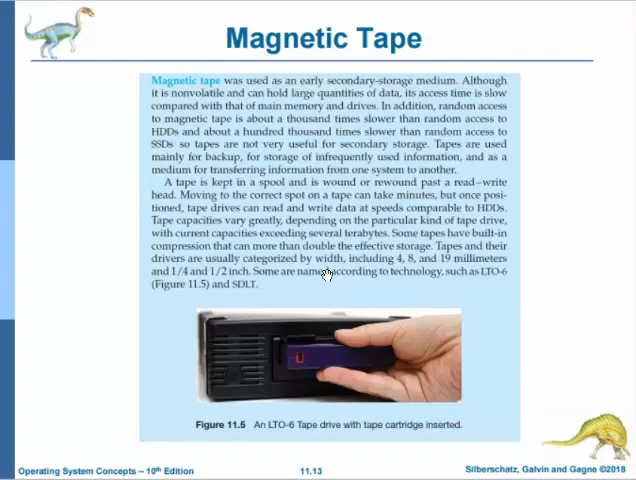 Magnetic Tape
Magnetic tape was used as an early secondary-storage medium. Although
it is nonvolatile and can hold large quantities of data, its access time is slow
compared with that of main memory and drives. In addition, random access
to magnetic tape is about a thousand times slower than random access to
HDDs and about a hundred thousand times slower than random access to
SSDs so tapes are not very useful for secondary storage. Tapes are used
mainly for backup, for storage of infrequently used information, and as a
medium for transferring information from one system to another.
A tape is kept in a spool and is wound or rewound past a read–write
head. Moving to the correct spot on a tape can take minutes, but once posi-
tioned, tape drives can read and write data at speeds comparable to HDDs.
Tape capacities vary greatly, depending on the particular kind of tape drive,
with current capacities exceeding several terabytes. Some tapes have built-in
compression that can more than double the effective storage. Tapes and their
drivers are usually categorized by width, including 4, 8, and 19 millimeters
and 1/4 and 1/2 inch. Some are named according to technology, such as LTO-6
(Figure 11.5) and SDLT.
Figure 11.5 An LTO-6 Tape drive with tape cartridge inserted.
Operating System Concepts – 10th Edition
11.13
Silberschatz, Galvin and Gagne ©2018